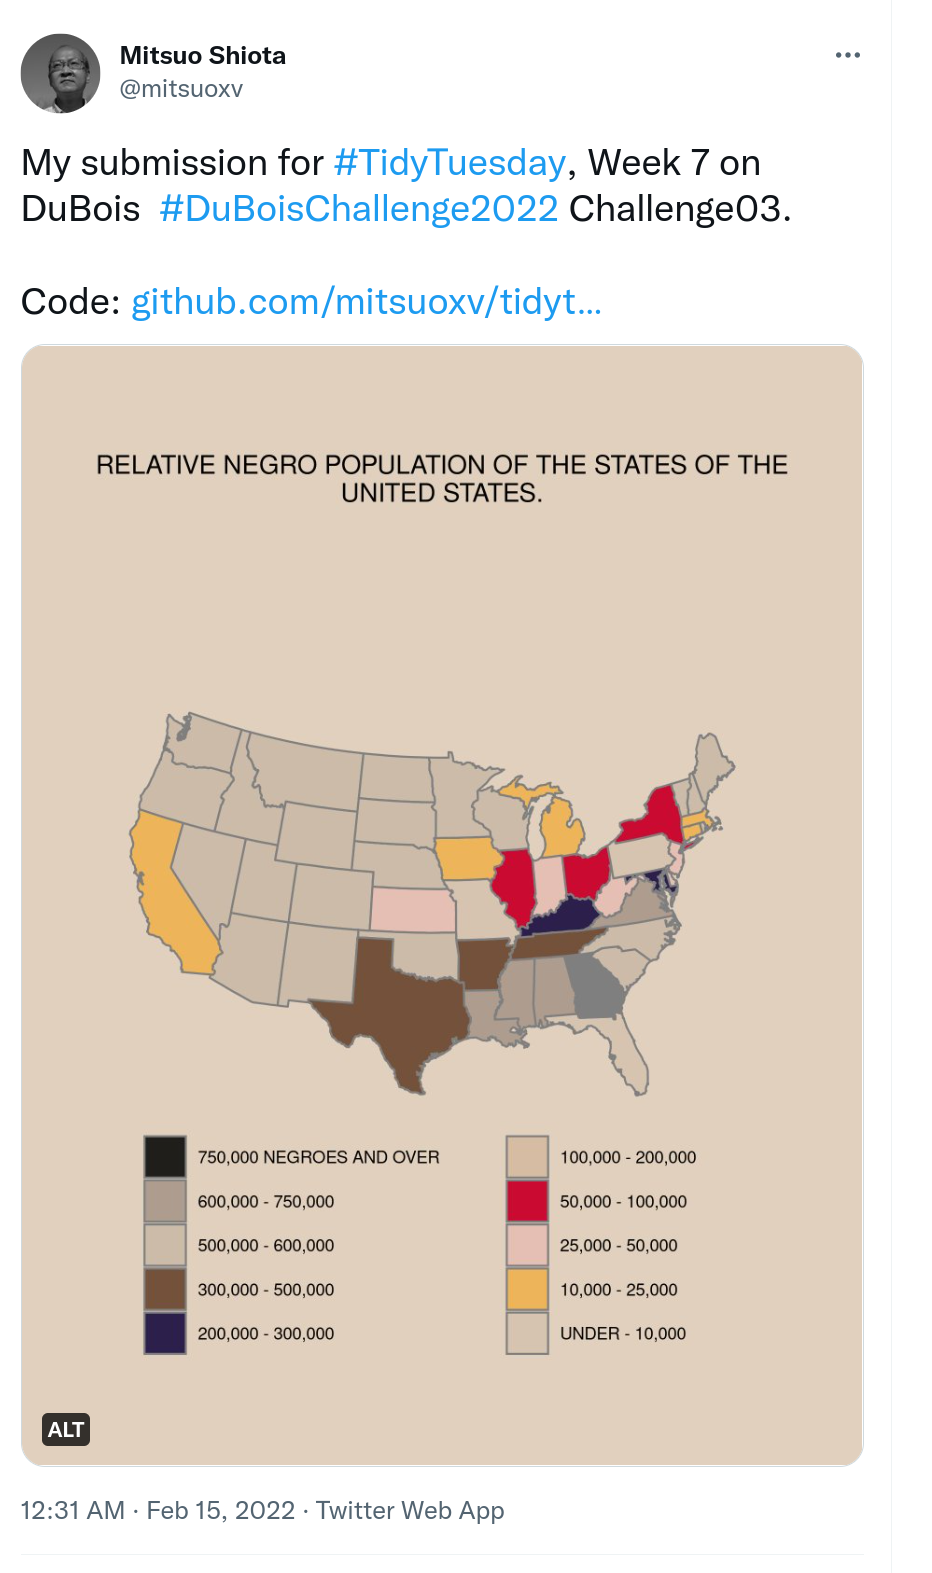 Mitsuo Shiota
@mitsuoxv
My submission for #TidyTuesday, Week 7 on
DuBois #DuBoisChallenge2022 Challenge03.
Code: github.com/mitsuoxv/tidyt...
RELATIVE NEGRO POPULATION OF THE STATES OF THE
UNITED STATES.
750,000 NEGROES AND OVER
600,000 - 750,000
500,000 - 600,000
300,000 - 500,000
200,000 - 300,000
100,000 - 200,000
50,000 - 100,000
25,000 - 50,000
10,000 - 25,000
UNDER - 10,000
ALT
12:31 AM · Feb 15, 2022 · Twitter Web App